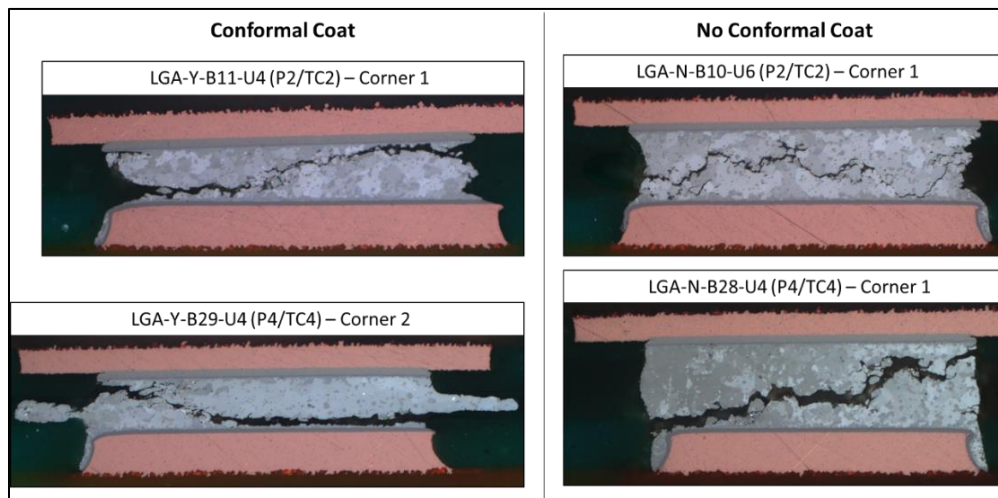 Conformal Coat
No Conformal Coat
LGA-Y-B11-U4 (P2/TC2) – Corner 1
LGA-N-B10-U6 (P2/TC2) – Corner 1
LGA-Y-B29-U4 (P4/TC4) – Corner 2
LGA-N-B28-U4 (P4/TC4) – Corner 1